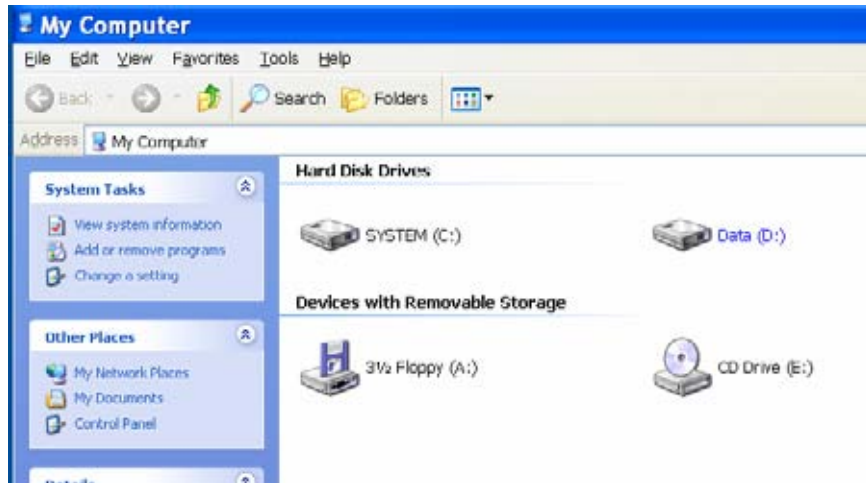 My Computer
File Edit View Favorites Tools Help
Back Search Folders
Address My Computer
System Tasks
View system information
Add or remove programs
Change a setting
Other Places
My Network Places
My Documents
Control Panel
Details
Hard Disk Drives
SYSTEM (C:) Data (D:)
Devices with Removable Storage
3½ Floppy (A:) CD Drive (E:)